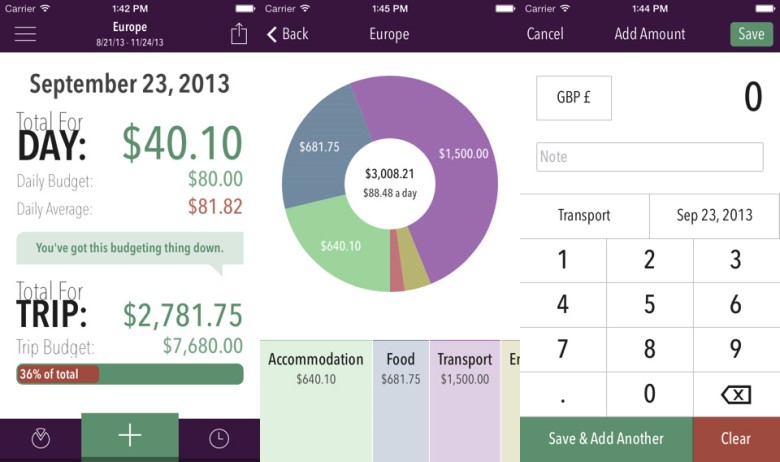 Carrier 1:42 PM
Europe
8/21/13 - 11/24/13
September 23, 2013
Total For
DAY: $40.10
Daily Budget: $80.00
Daily Average: $81.82
You've got this budgeting thing down.
Total For
TRIP: $2,781.75
Trip Budget: $7,680.00
36% of total
+
Carrier 1:45 PM
Back Europe
$681.75
$1,500.00
$3,008.21
$88.48 a day
$640.10
Accommodation Food Transport Er
$640.10 $681.75 $1,500.00
Carrier 1:44 PM
Cancel Add Amount Save
GBP £ 0
Note
Transport Sep 23, 2013
1 2 3
4 5 6
7 8 9
. 0
Save & Add Another Clear